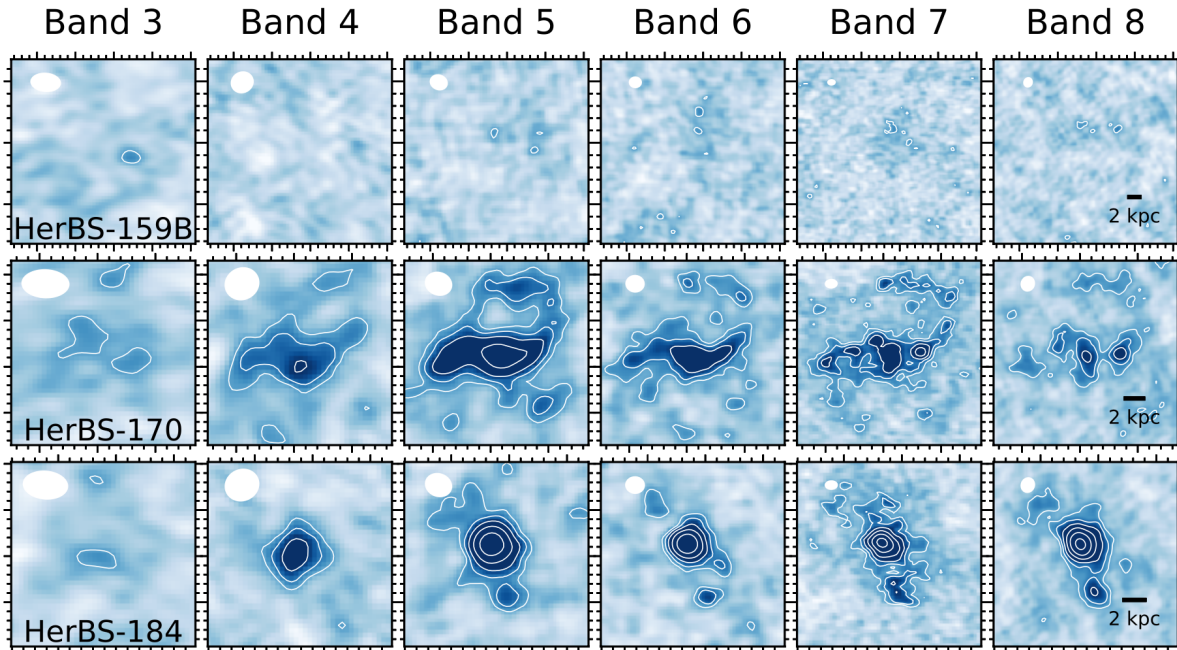 Band 3 Band 4 Band 5 Band 6 Band 7 Band 8
HerBS-159B
2 kpc
HerBS-170
2 kpc
HerBS-184
2 kpc